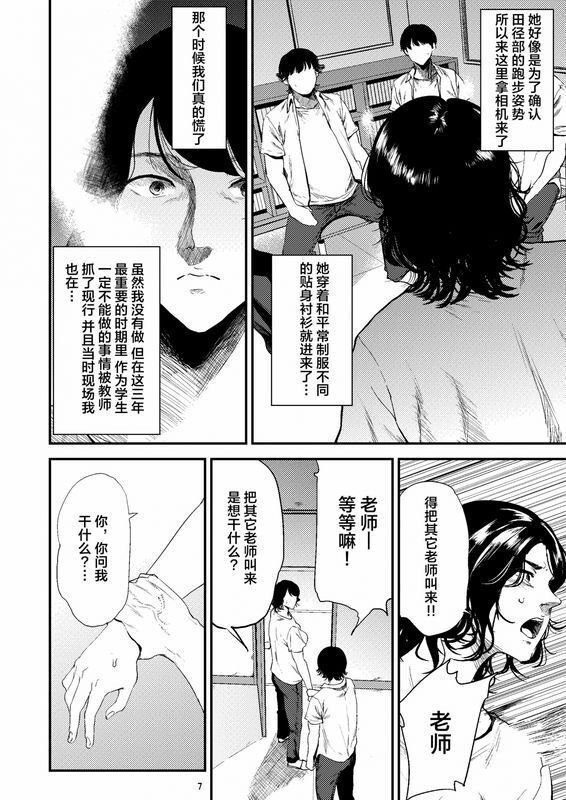 她好像是为了确认
田径部的跑步姿势
所以来这里拿相机来了
她穿着和平常制服不同
的贴身衬衫就进来了…
那个时候我们
真的慌了
虽然我没有做 但在这三年
最重要的时期里 作为学生
一定不能做的事情被教师
抓了现行 并且当时现场我
也在…
得把其它老师叫来!!
老师
老师—
等等嘛!
把其它老师叫来
是想干什么?
你，你问我
干什么?…
7